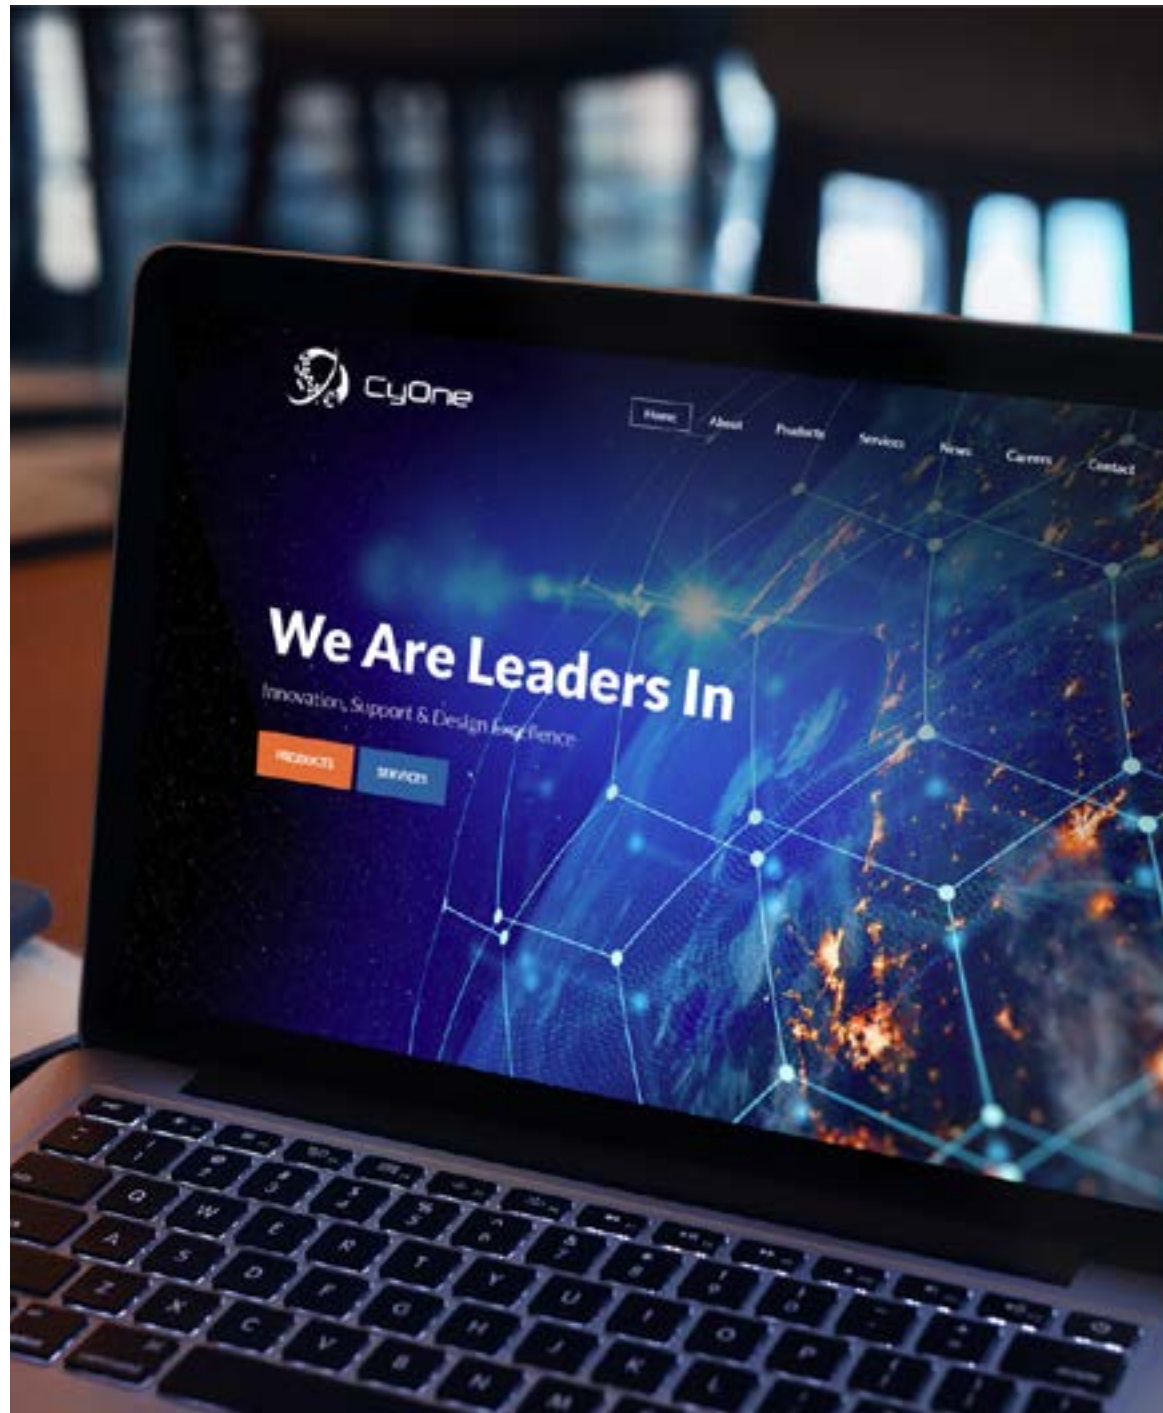 CyOne
Home About Products Services News Careers Contact
We Are Leaders In
Innovation, Support & Design Excellence
PRODUCTS SERVICES
Q W E R T Y U I O P
A S D F G H J K L
Z X C V B N M